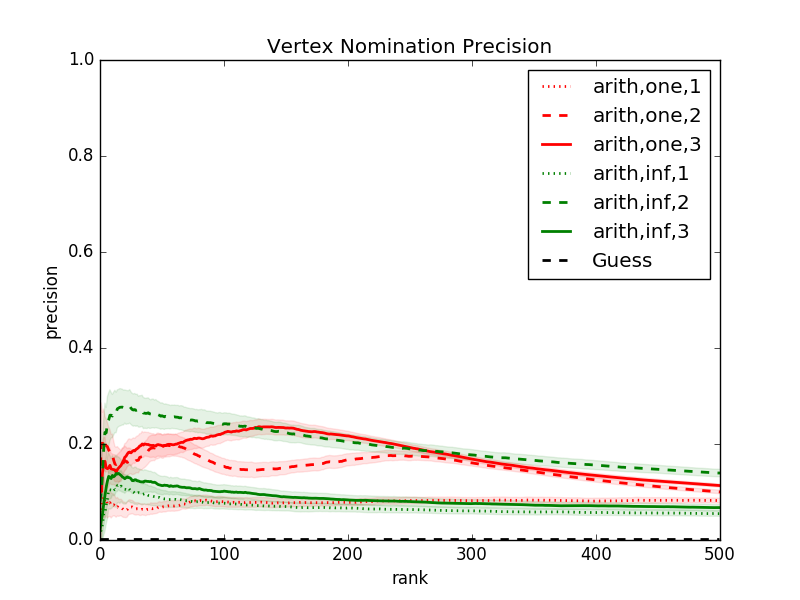 Vertex Nomination Precision
1.0
0.8
0.6
0.4
0.2
0.0
precision
arith,one,1
arith,one,2
arith,one,3
arith,inf,1
arith,inf,2
arith,inf,3
Guess
0 100 200 300 400 500
rank